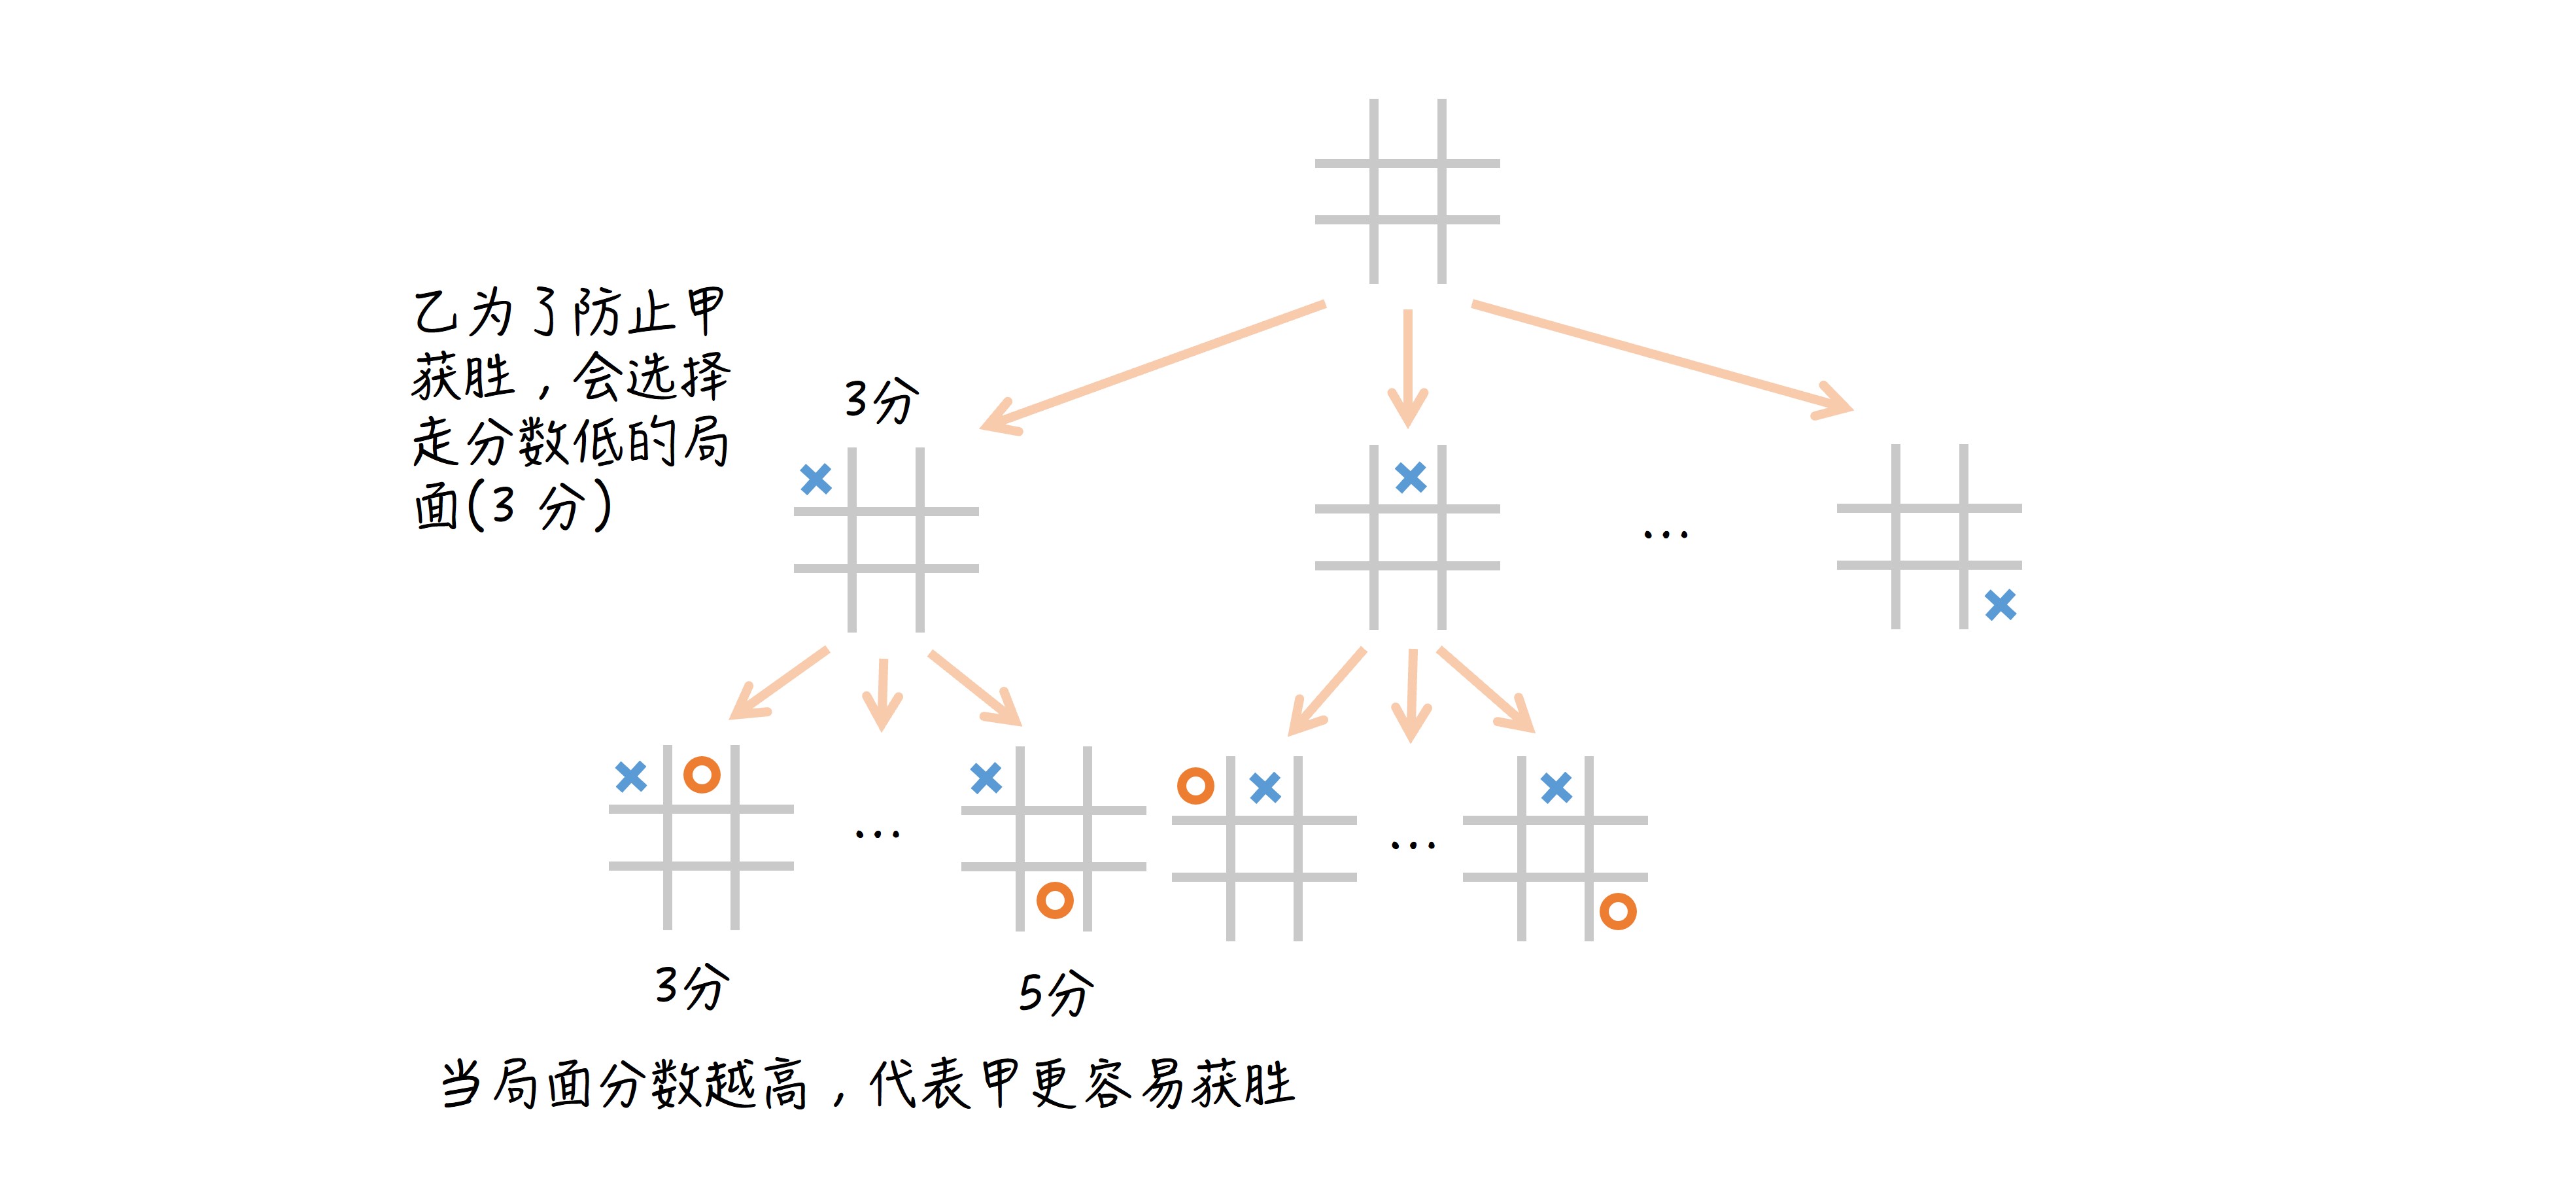 乙为了防止甲
获胜，会选择
走分数低的局
面(3 分)
3分
...
...
...
3分
5分
当局面分数越高，代表甲更容易获胜